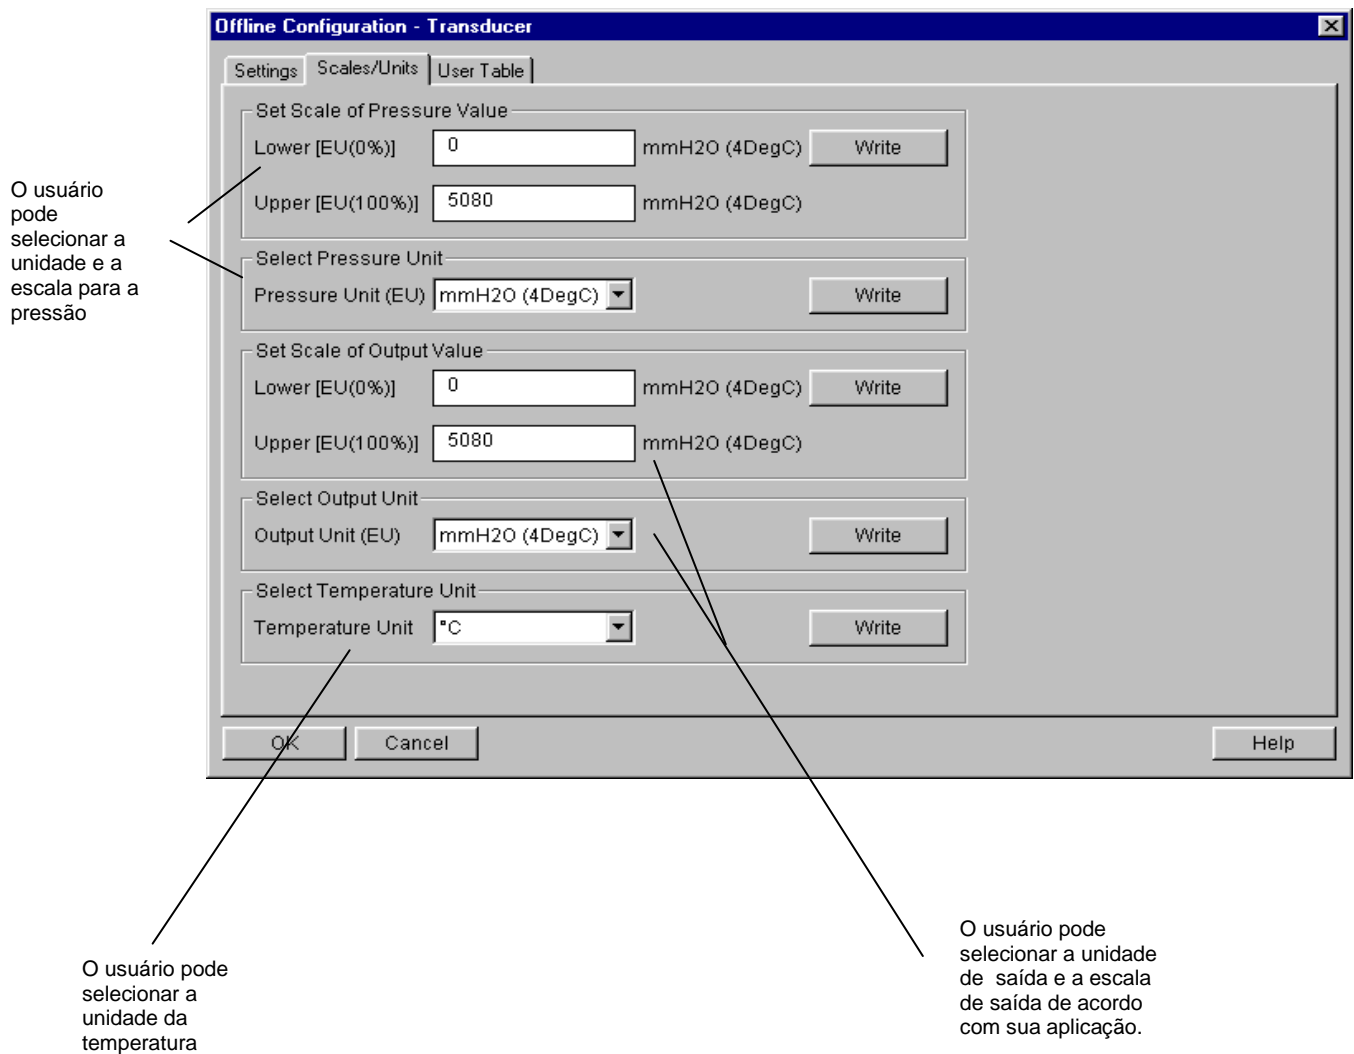 Offline Configuration - Transducer
Settings
Scales/Units
User Table
Set Scale of Pressure Value
Lower [EU(0%)]
0
mmH2O (4DegC)
Write
Upper [EU(100%)]
5080
mmH2O (4DegC)
Select Pressure Unit
Pressure Unit (EU)
mmH2O (4DegC)
Write
Set Scale of Output Value
Lower [EU(0%)]
0
mmH2O (4DegC)
Write
Upper [EU(100%)]
5080
mmH2O (4DegC)
Select Output Unit
Output Unit (EU)
mmH2O (4DegC)
Write
Select Temperature Unit
Temperature Unit
°C
Write
OK
Cancel
Help
O usuário
pode
selecionar a
unidade e a
escala para a
pressão
O usuário pode
selecionar a
unidade da
temperatura
O usuário pode
selecionar a unidade
de saída e a escala
de saída de acordo
com sua aplicação.